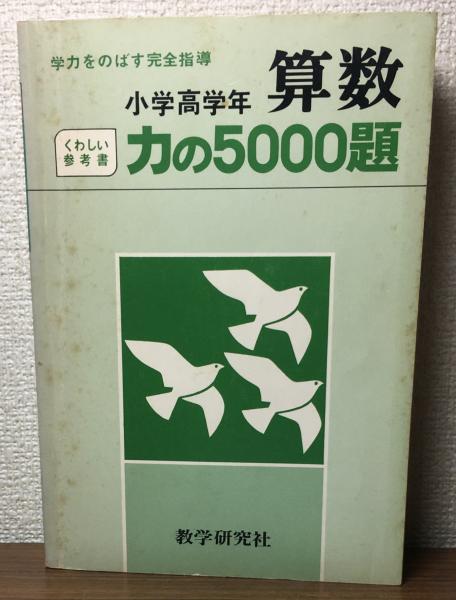 学力をのばす完全指導
小学高学年 算数
くわしい
参考書
力の5000題
教学研究社